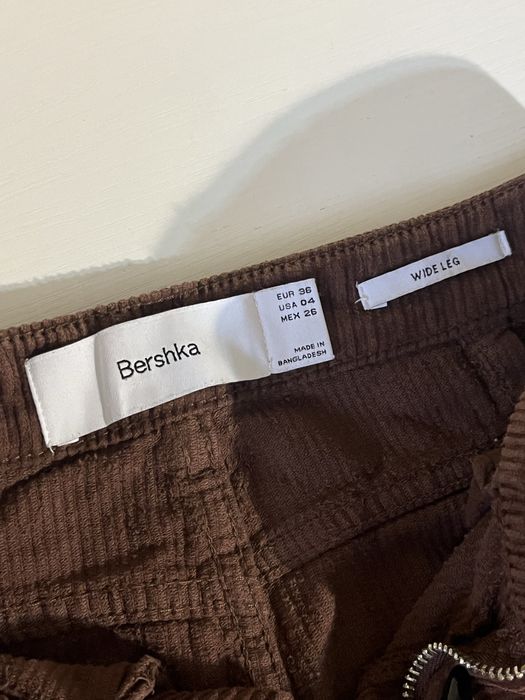 Bershka
EUR 36
USA 04
MEX 26
MADE IN
BANGLADESH
WIDE LEG